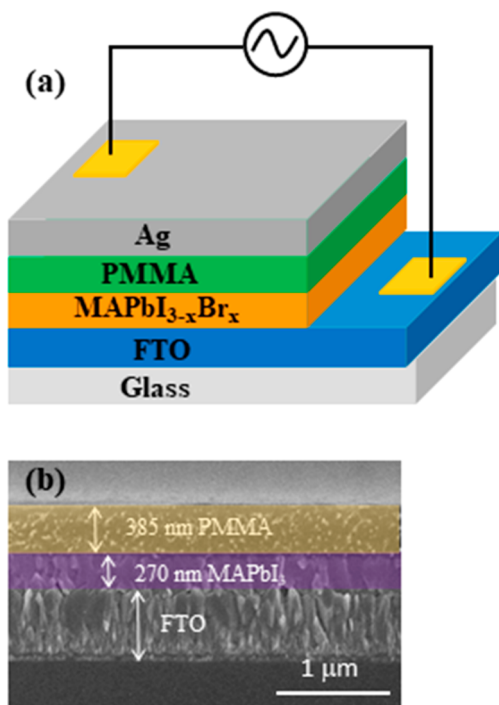 (a)
Ag
PMMA
MAPbI₃₋ₓBrₓ
FTO
Glass
(b)
385 nm PMMA
270 nm MAPbI₃
FTO
1 μm